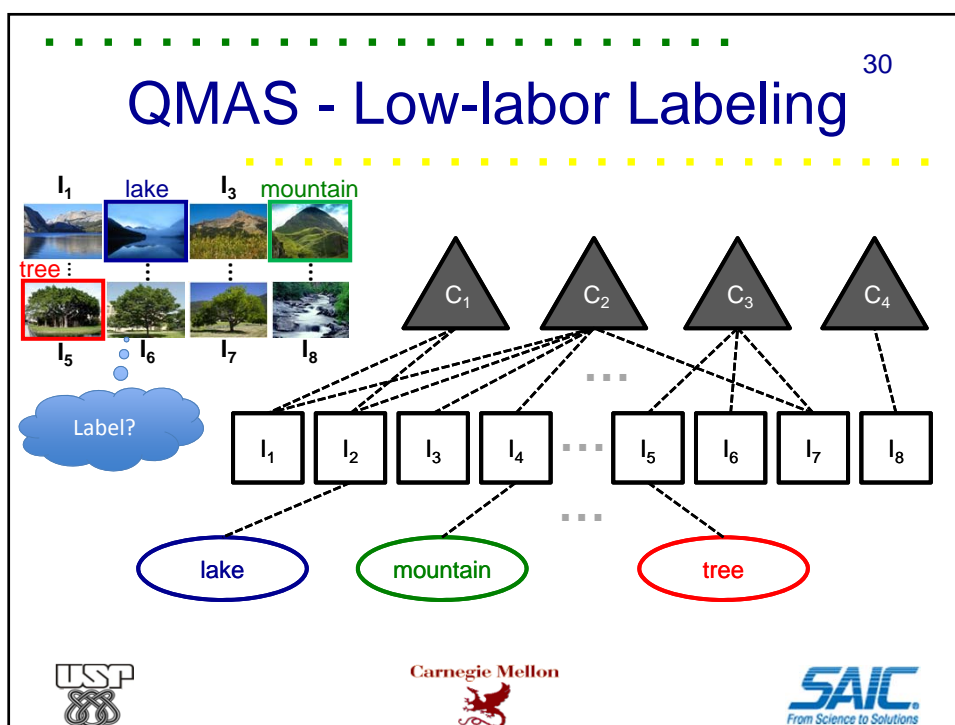 30
QMAS - Low-labor Labeling
I1 lake I3 mountain
tree
I5 I6 I7 I8
Label?
C1 C2 C3 C4
I1 I2 I3 I4 I5 I6 I7 I8
lake mountain tree
USP
Carnegie Mellon
SAIC
From Science to Solutions